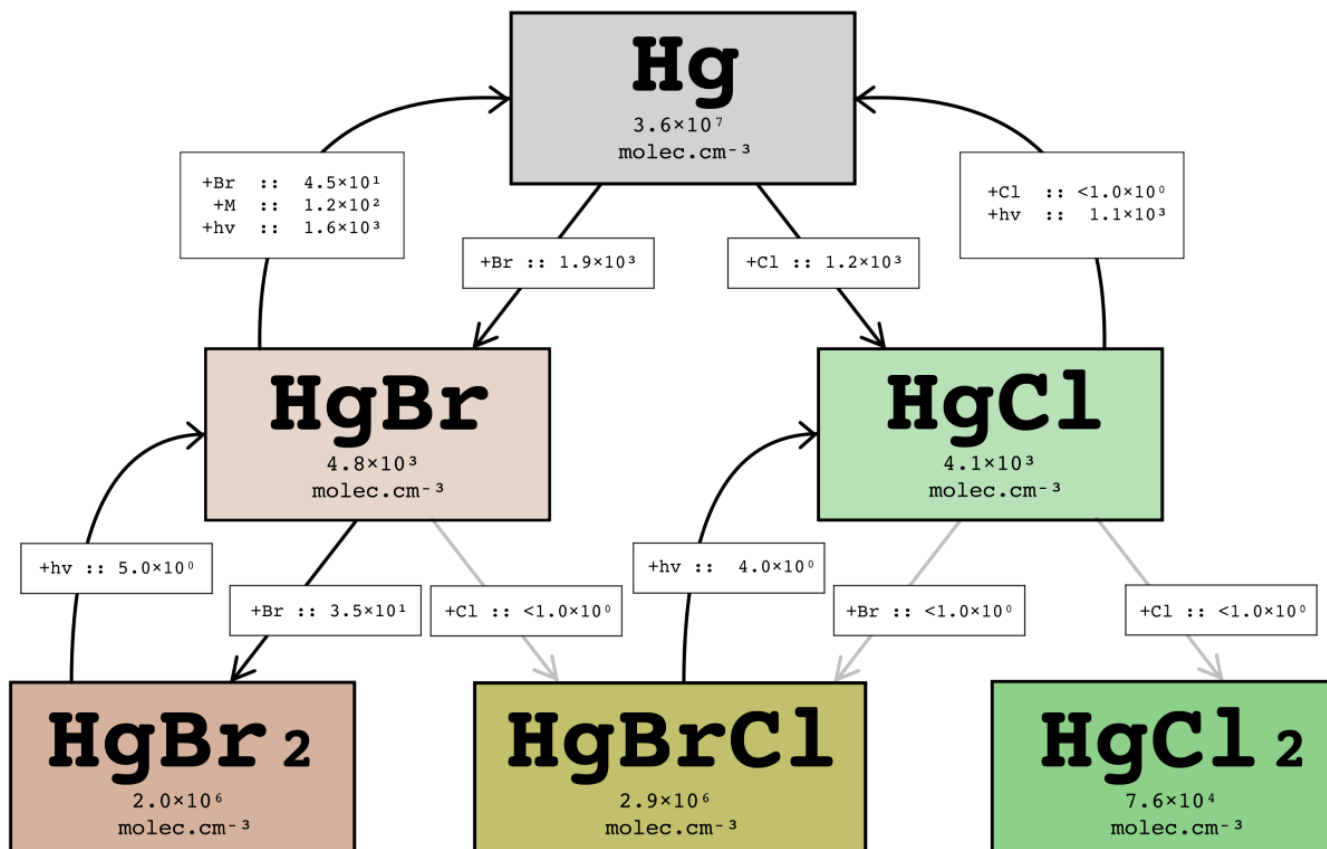 Hg
3.6×10⁷
molec.cm⁻³
+Br :: 4.5×10¹
+M :: 1.2×10²
+hv :: 1.6×10³
+Cl :: <1.0×10⁰
+hv :: 1.1×10³
+Br :: 1.9×10³
+Cl :: 1.2×10³
HgBr
4.8×10³
molec.cm⁻³
HgCl
4.1×10³
molec.cm⁻³
+hv :: 5.0×10⁰
+Br :: 3.5×10¹
+Cl :: <1.0×10⁰
+hv :: 4.0×10⁰
+Br :: <1.0×10⁰
+Cl :: <1.0×10⁰
HgBr 2
2.0×10⁶
molec.cm⁻³
HgBrCl
2.9×10⁶
molec.cm⁻³
HgCl 2
7.6×10⁴
molec.cm⁻³